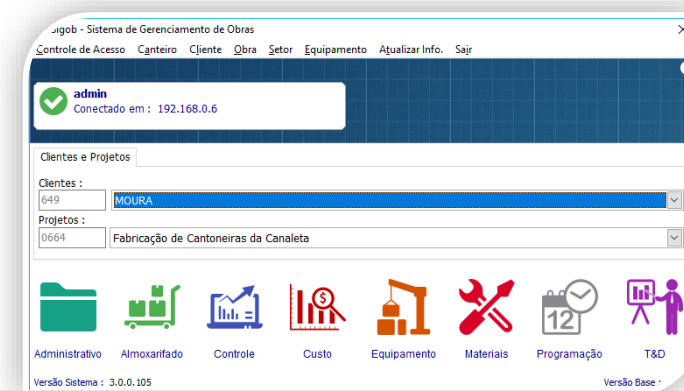 Sigob - Sistema de Gerenciamento de Obras
Controle de Acesso Canteiro Cliente Obra Setor Equipamento Atualizar Info. Sair
admin
Conectado em : 192.168.0.6
Clientes e Projetos
Clientes :
649 MOURA
Projetos :
0664 Fabricação de Cantoneiras da Canaleta
12
Administrativo Almoxarifado Controle Custo Equipamento Materiais Programação T&D
Versão Sistema : 3.0.0.105 Versão Base :